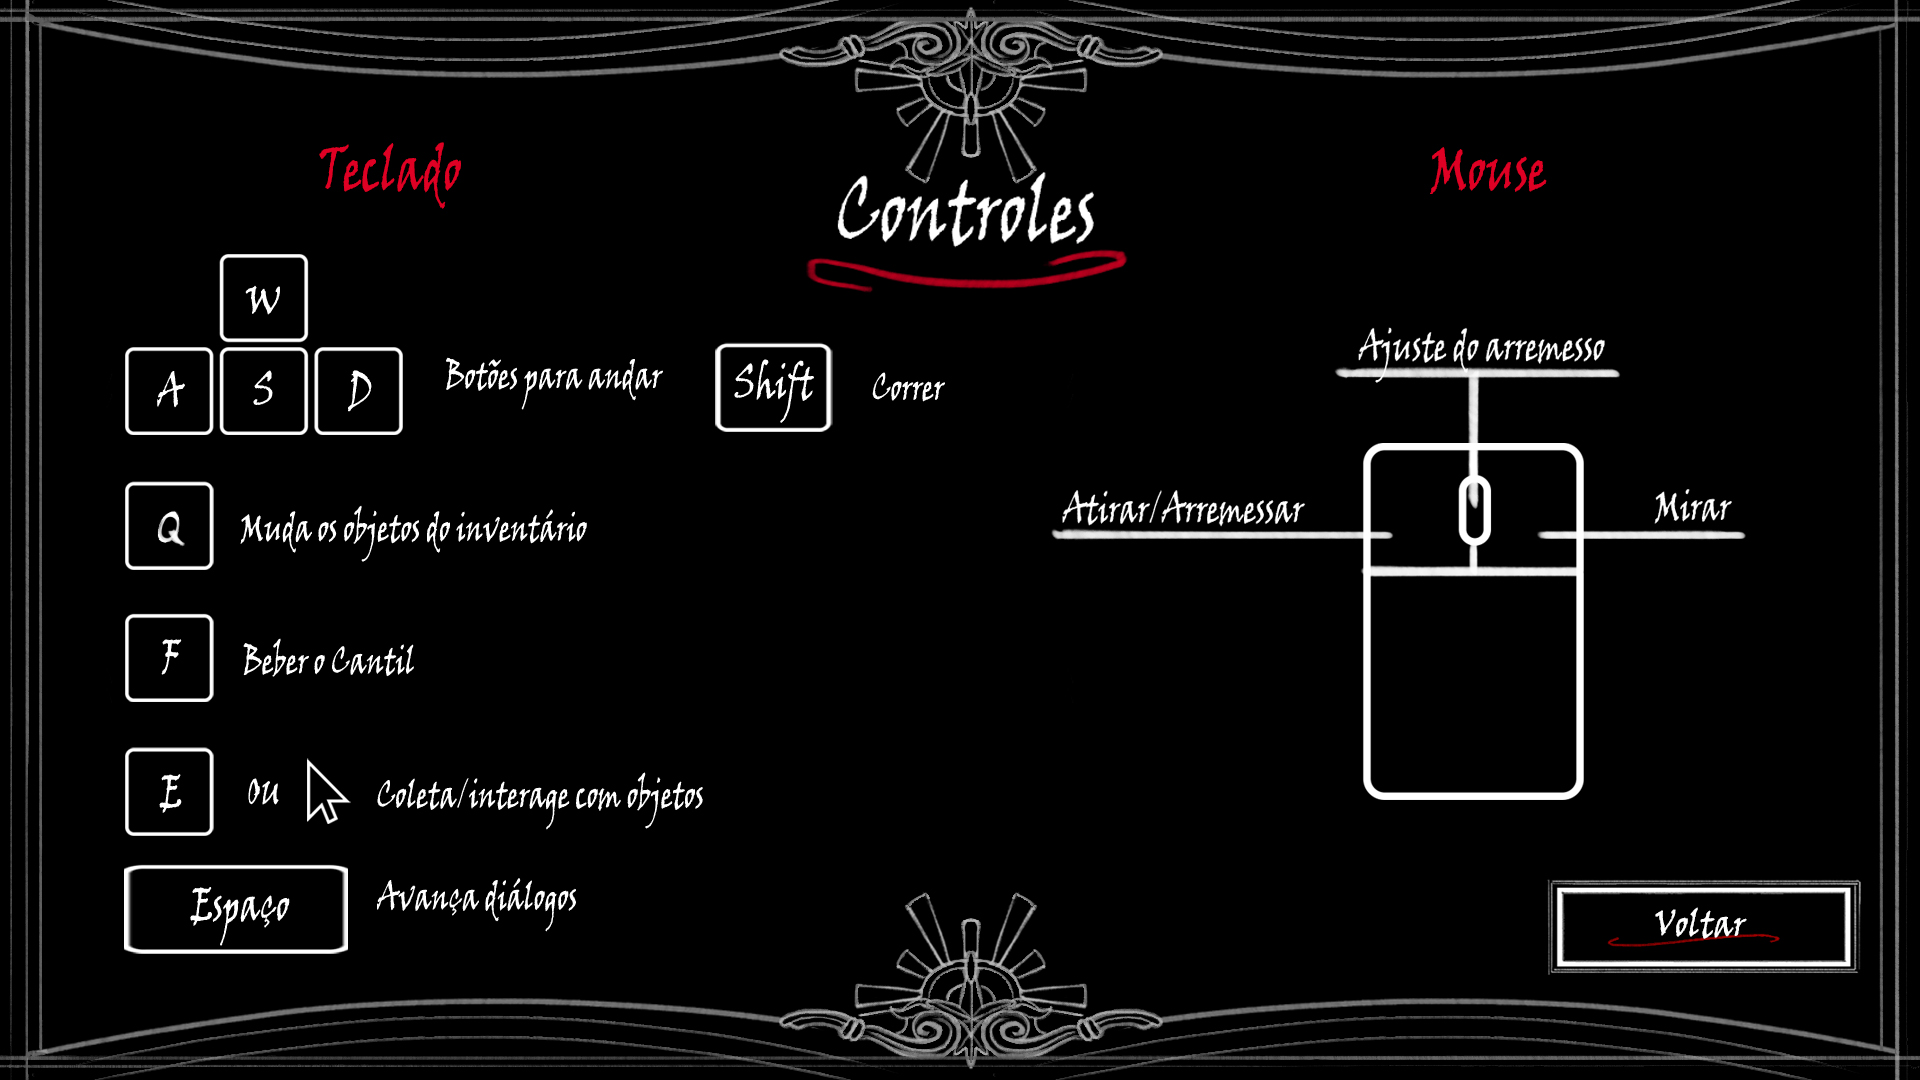 Controles
Teclado
W
A S D Botões para andar
Shift Correr
Q Muda os objetos do inventário
F Beber o Cantil
E ou Coleta/interage com objetos
Espaço Avança diálogos
Mouse
Ajuste do arremesso
Atirar/Arremessar
Mirar
Voltar